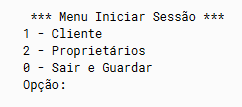 *** Menu Iniciar Sessão ***
1 - Cliente
2 - Proprietários
0 - Sair e Guardar
Opção: